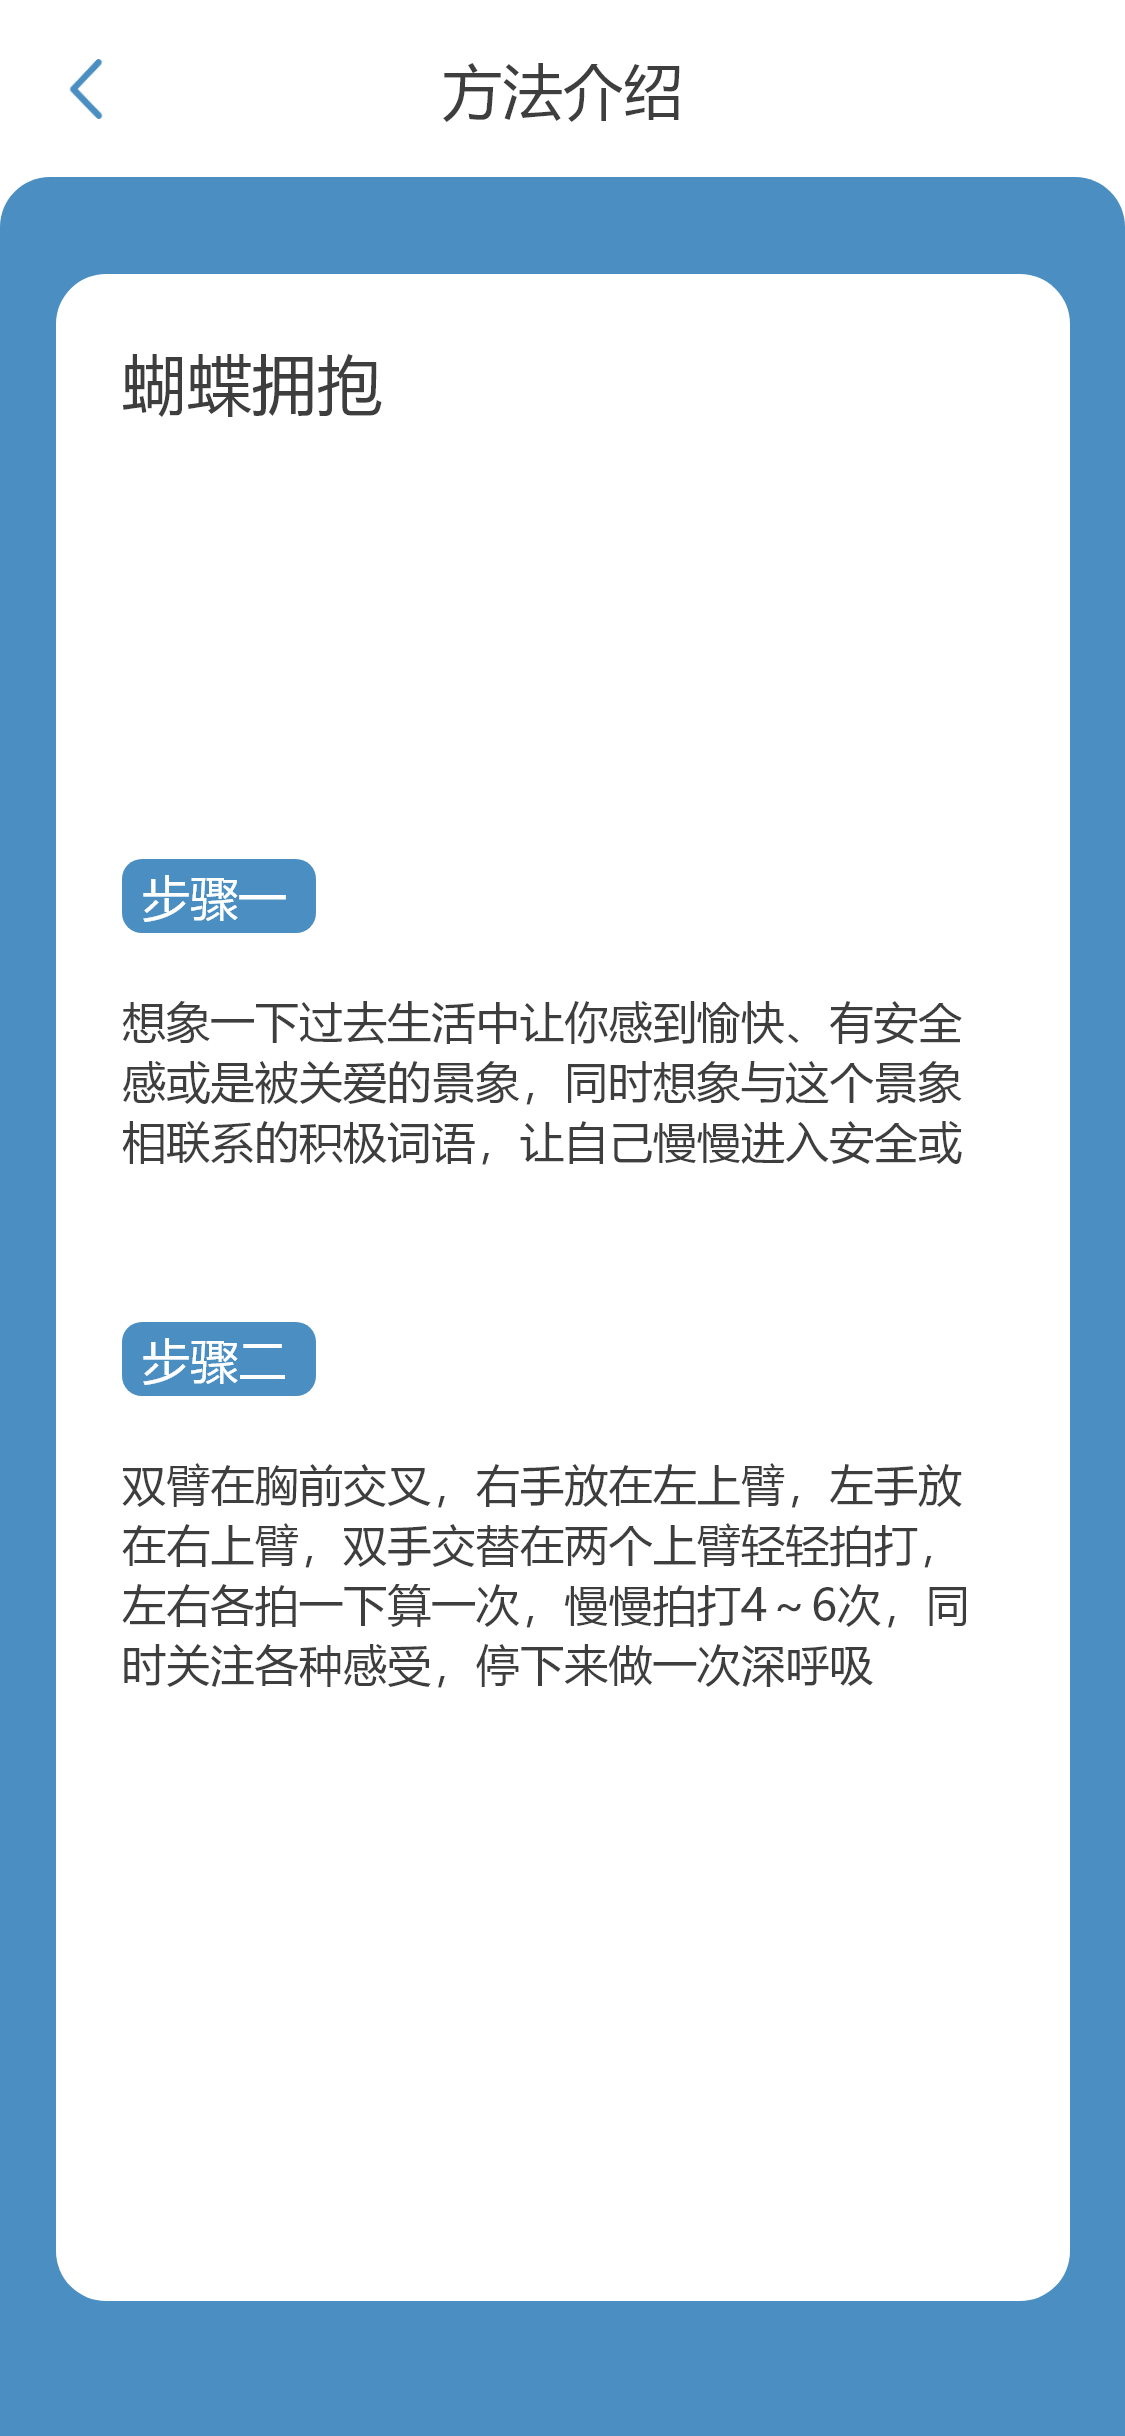 方法介绍
蝴蝶拥抱
步骤一
想象一下过去生活中让你感到愉快、有安全
感或是被关爱的景象，同时想象与这个景象
相联系的积极词语，让自己慢慢进入安全或
步骤二
双臂在胸前交叉，右手放在左上臂，左手放
在右上臂，双手交替在两个上臂轻轻拍打，
左右各拍一下算一次，慢慢拍打4～6次，同
时关注各种感受，停下来做一次深呼吸